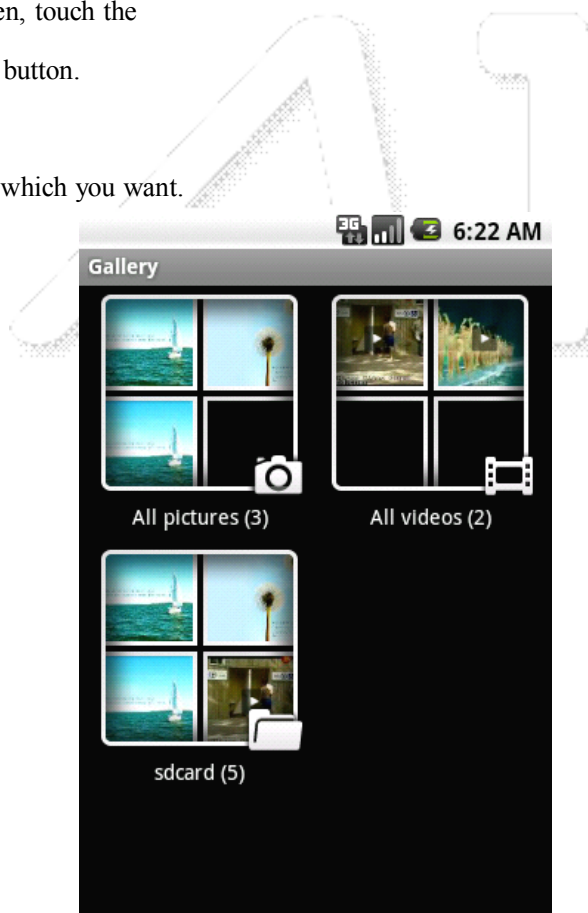 en, touch the
button.
which you want.
3G 6:22 AM
Gallery
All pictures (3)
All videos (2)
sdcard (5)